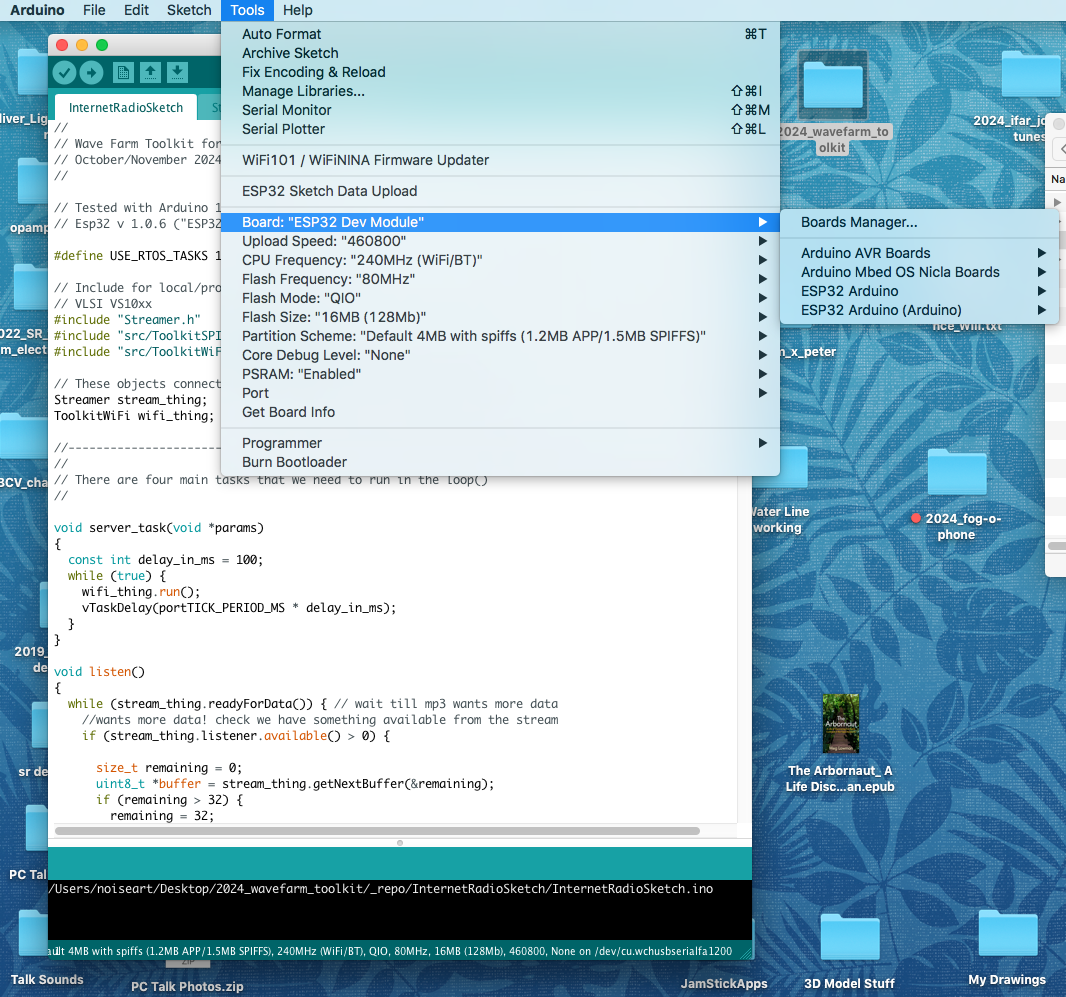 Arduino File Edit Sketch Tools Help
Auto Format ⌘T
Archive Sketch
Fix Encoding & Reload
Manage Libraries... ⇧⌘I
Serial Monitor ⇧⌘M
Serial Plotter ⇧⌘L
WiFi101 / WiFiNINA Firmware Updater
ESP32 Sketch Data Upload
Board: "ESP32 Dev Module"
Upload Speed: "460800"
CPU Frequency: "240MHz (WiFi/BT)"
Flash Frequency: "80MHz"
Flash Mode: "QIO"
Flash Size: "16MB (128Mb)"
Partition Scheme: "Default 4MB with spiffs (1.2MB APP/1.5MB SPIFFS)"
Core Debug Level: "None"
PSRAM: "Enabled"
Port
Get Board Info
Programmer
Burn Bootloader
Boards Manager...
Arduino AVR Boards
Arduino Mbed OS Nicla Boards
ESP32 Arduino
ESP32 Arduino (Arduino)
InternetRadioSketch
//
// Wave Farm Toolkit for
// October/November 2024
//
// Tested with Arduino 1
// Esp32 v 1.0.6 ("ESP32
#define USE_RTOS_TASKS 1
// Include for local/pro
// VLSI VS10xx
#include "Streamer.h"
#include "src/ToolkitSPI
#include "src/ToolkitWiF
// These objects connect
Streamer stream_thing;
ToolkitWiFi wifi_thing;
//----------------------
//
// There are four main tasks that we need to run in the loop()
//
void server_task(void *params)
{
const int delay_in_ms = 100;
while (true) {
wifi_thing.run();
vTaskDelay(portTICK_PERIOD_MS * delay_in_ms);
}
}
void listen()
{
while (stream_thing.readyForData()) { // wait till mp3 wants more data
//wants more data! check we have something available from the stream
if (stream_thing.listener.available() > 0) {
size_t remaining = 0;
uint8_t *buffer = stream_thing.getNextBuffer(&remaining);
if (remaining > 32) {
remaining = 32;
/Users/noiseart/Desktop/2024_wavefarm_toolkit/_repo/InternetRadioSketch/InternetRadioSketch.ino
ault 4MB with spiffs (1.2MB APP/1.5MB SPIFFS), 240MHz (WiFi/BT), QIO, 80MHz, 16MB (128Mb), 460800, None on /dev/cu.wchusbserialfa1200
liver_Lig
opamp
022_SR_
m_elect
BCV_cha
2019_
de
sr de
PC Tal
Talk Sounds
ZIP
PC Talk Photos.zip
2024_wavefarm_to
olkit
2024_ifar_jo
tunes
Na
nce_Will.txt
n_x_peter
Water Line
working
2024_fog-o-
phone
The
Arbornaut
The Arbornaut_ A
Life Disc...an.epub
JamStickApps
3D Model Stuff
My Drawings